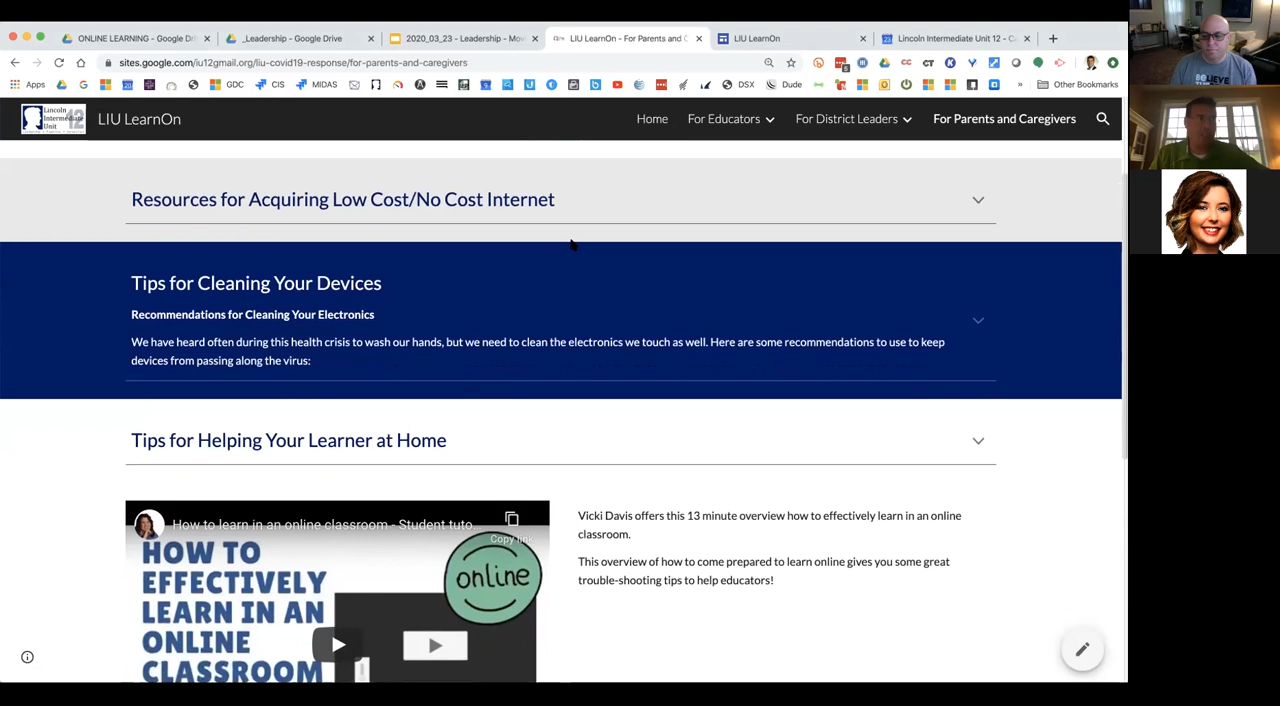 ONLINE LEARNING - Google Dri
_Leadership - Google Drive
2020_03_23 - Leadership - Mov
LIU LearnOn - For Parents and C
LIU LearnOn
Lincoln Intermediate Unit 12 - C
sites.google.com/iu12gmail.org/liu-covid19-response/for-parents-and-caregivers
Apps
GDC
CIS
MIDAS
DSX
Dude
»
Other Bookmarks
Lincoln
Intermediate
Unit
12
LIU LearnOn
Home
For Educators
For District Leaders
For Parents and Caregivers
BELIEVE
Resources for Acquiring Low Cost/No Cost Internet
Tips for Cleaning Your Devices
Recommendations for Cleaning Your Electronics
We have heard often during this health crisis to wash our hands, but we need to clean the electronics we touch as well. Here are some recommendations to use to keep
devices from passing along the virus:
Tips for Helping Your Learner at Home
How to learn in an online classroom - Student tuto...
Copy link
HOW TO
EFFECTIVELY
LEARN IN AN
ONLINE
CLASSROOM
online
Vicki Davis offers this 13 minute overview how to effectively learn in an online
classroom.
This overview of how to come prepared to learn online gives you some great
trouble-shooting tips to help educators!